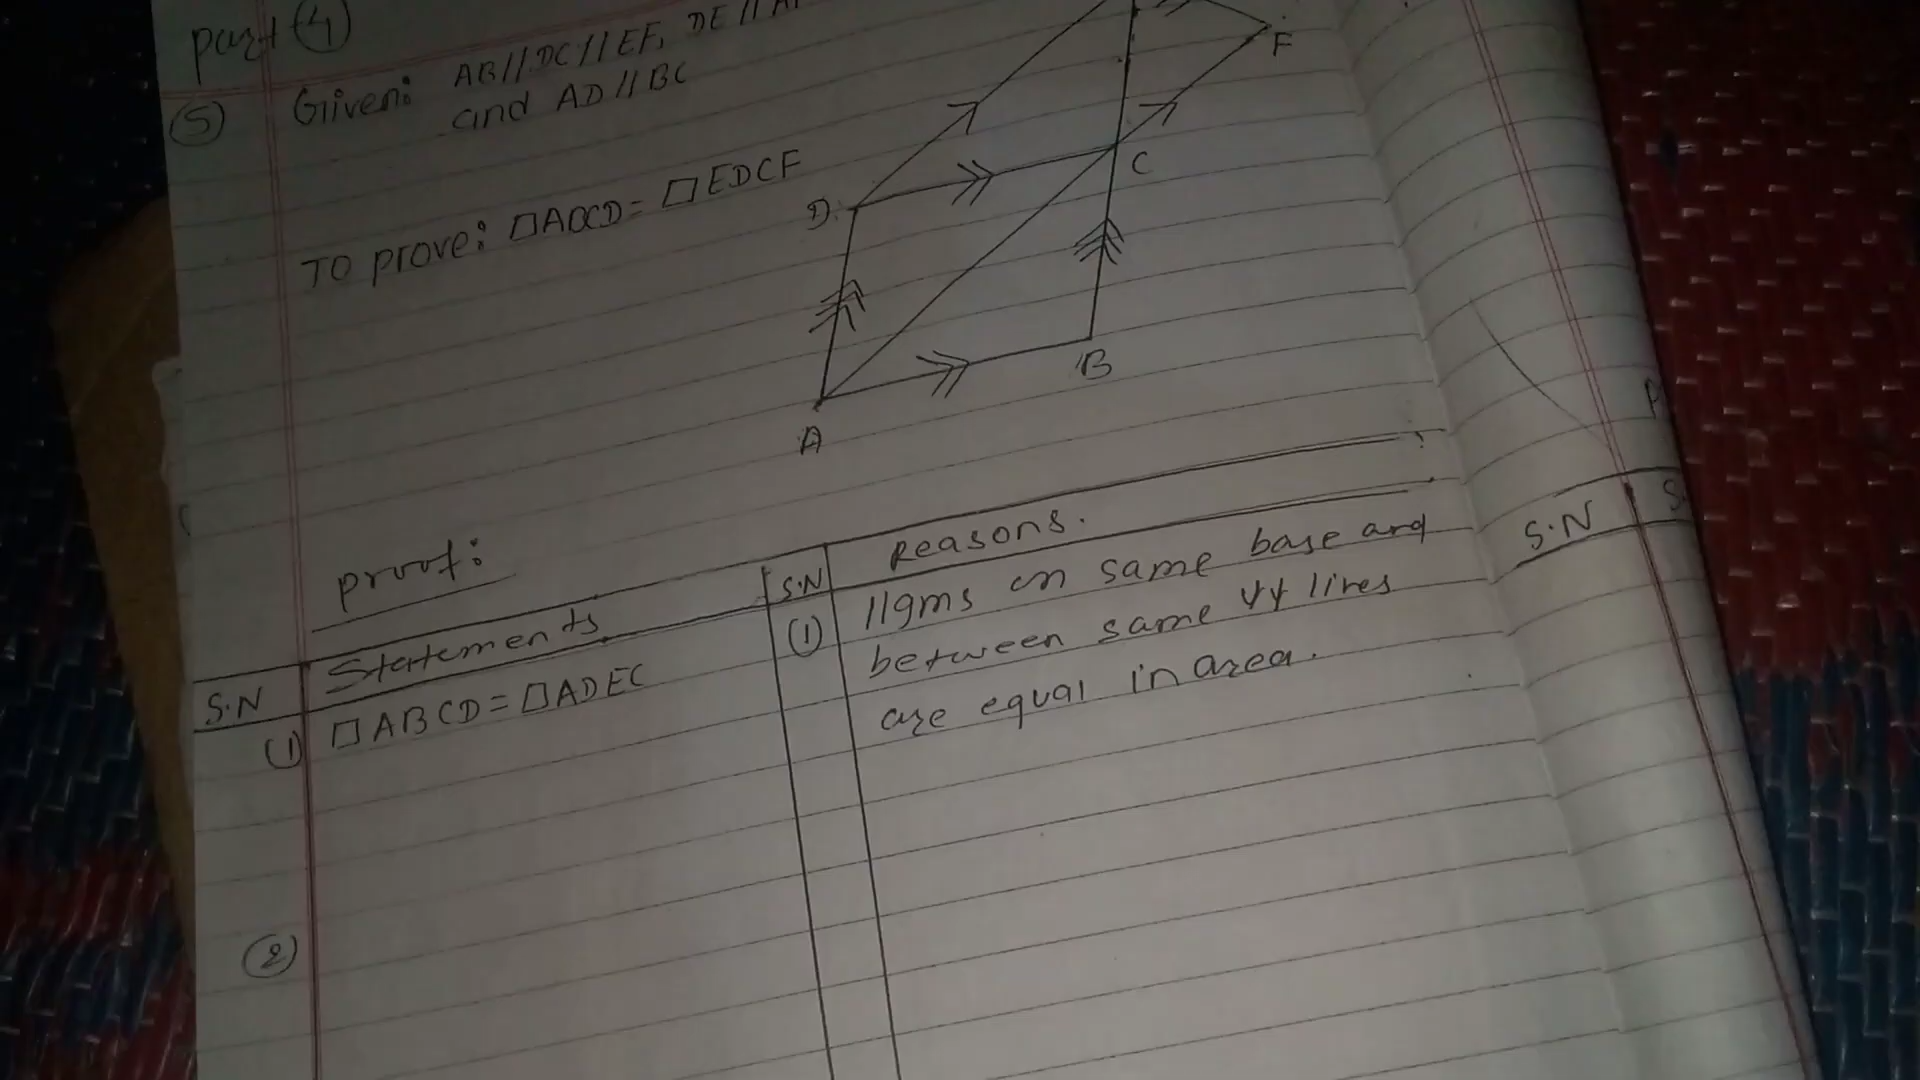 part (4)
(5) Given: AB//DC//EF, DE//AF
and AD//BC
TO prove: □ABCD = □EDCF
F
D
C
B
A
proof:
S.N Statements S.N Reasons.
(1) □ABCD = □ADEC (1) //gms on same base and
between same // lines
are equal in area.
(2)
S.N